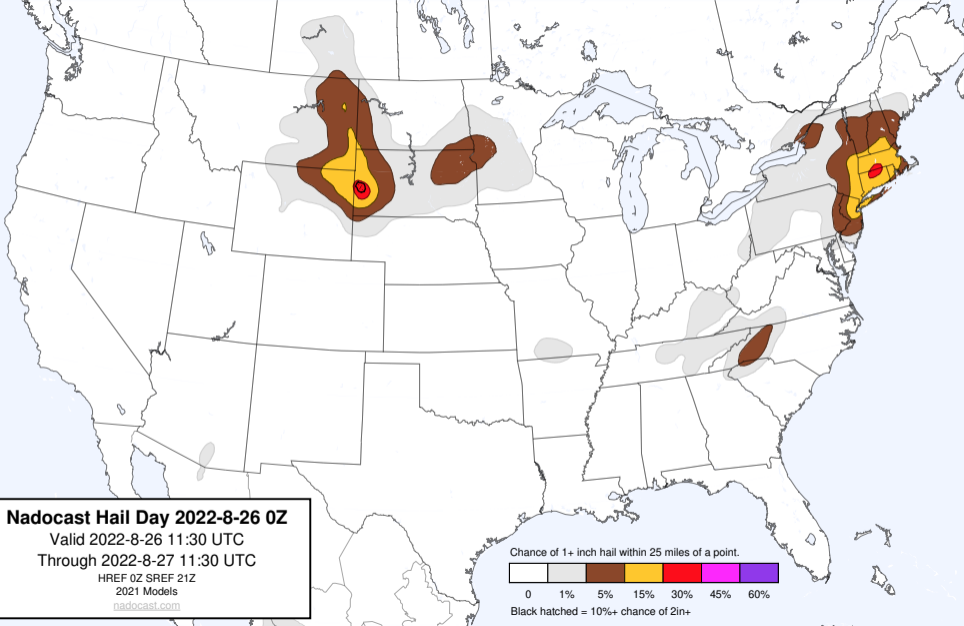 Nadocast Hail Day 2022-8-26 0Z
Valid 2022-8-26 11:30 UTC
Through 2022-8-27 11:30 UTC
HREF 0Z SREF 21Z
2021 Models
nadocast.com
Chance of 1+ inch hail within 25 miles of a point.
0 1% 5% 15% 30% 45% 60%
Black hatched = 10%+ chance of 2in+